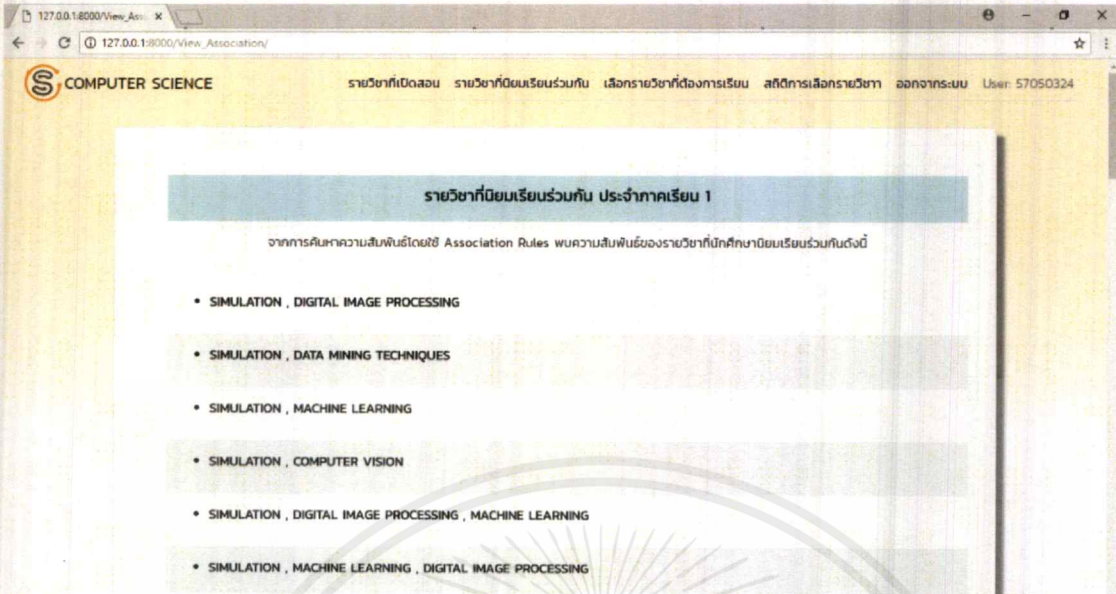 127.0.0.1:8000/View_Ass
127.0.0.1:8000/View_Association/
COMPUTER SCIENCE รายวิชาที่เปิดสอน รายวิชาที่นิยมเรียนร่วมกัน เลือกรายวิชาที่ต้องการเรียน สถิติการเลือกรายวิชาา ออกจากระบบ User: 57050324
รายวิชาที่นิยมเรียนร่วมกัน ประจำภาคเรียน 1
จากการค้นหาความสัมพันธ์โดยใช้ Association Rules พบความสัมพันธ์ของรายวิชาที่นักศึกษานิยมเรียนร่วมกันดังนี้
• SIMULATION , DIGITAL IMAGE PROCESSING
• SIMULATION , DATA MINING TECHNIQUES
• SIMULATION , MACHINE LEARNING
• SIMULATION , COMPUTER VISION
• SIMULATION , DIGITAL IMAGE PROCESSING , MACHINE LEARNING
• SIMULATION , MACHINE LEARNING , DIGITAL IMAGE PROCESSING